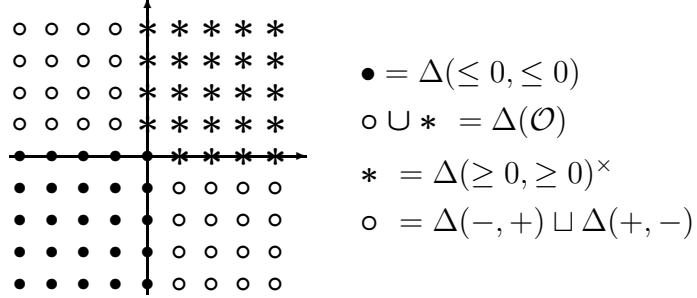 • = Δ(≤ 0, ≤ 0)
∘ ∪ * = Δ(𝒪)
* = Δ(≥ 0, ≥ 0)^×
∘ = Δ(−, +) ⊔ Δ(+, −)